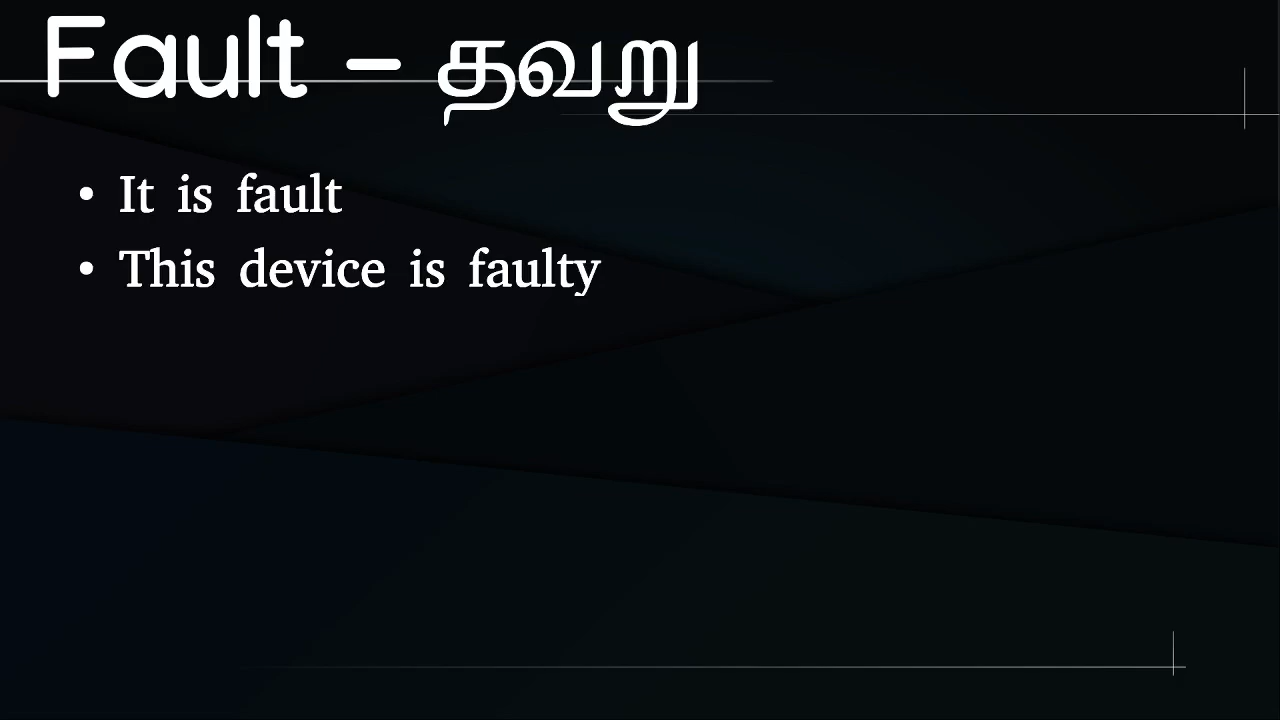 Fault – தவறு
• It is fault
• This device is faulty